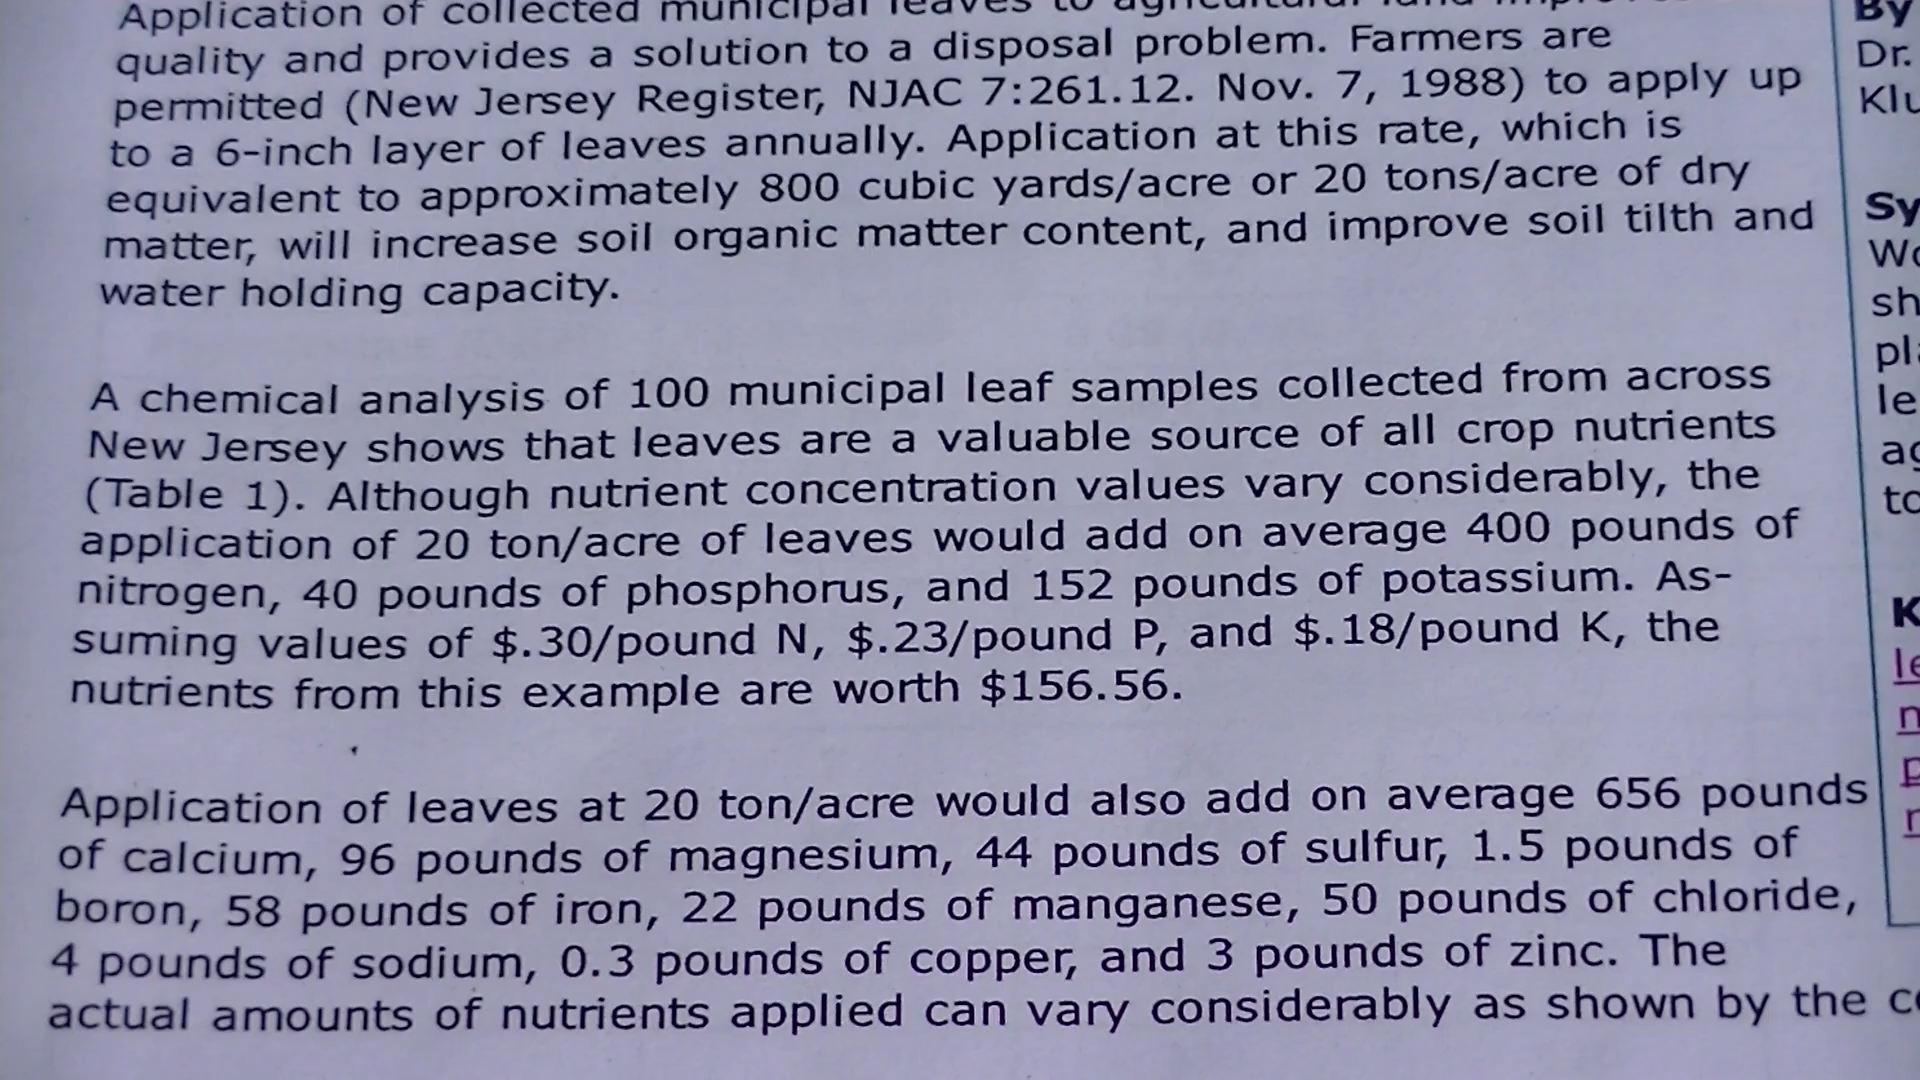 Application of collected municipal leaves to agricultural land
quality and provides a solution to a disposal problem. Farmers are
permitted (New Jersey Register, NJAC 7:261.12. Nov. 7, 1988) to apply up
to a 6-inch layer of leaves annually. Application at this rate, which is
equivalent to approximately 800 cubic yards/acre or 20 tons/acre of dry
matter, will increase soil organic matter content, and improve soil tilth and
water holding capacity.
A chemical analysis of 100 municipal leaf samples collected from across
New Jersey shows that leaves are a valuable source of all crop nutrients
(Table 1). Although nutrient concentration values vary considerably, the
application of 20 ton/acre of leaves would add on average 400 pounds of
nitrogen, 40 pounds of phosphorus, and 152 pounds of potassium. As-
suming values of $.30/pound N, $.23/pound P, and $.18/pound K, the
nutrients from this example are worth $156.56.
Application of leaves at 20 ton/acre would also add on average 656 pounds
of calcium, 96 pounds of magnesium, 44 pounds of sulfur, 1.5 pounds of
boron, 58 pounds of iron, 22 pounds of manganese, 50 pounds of chloride,
4 pounds of sodium, 0.3 pounds of copper, and 3 pounds of zinc. The
actual amounts of nutrients applied can vary considerably as shown by the
By
Dr.